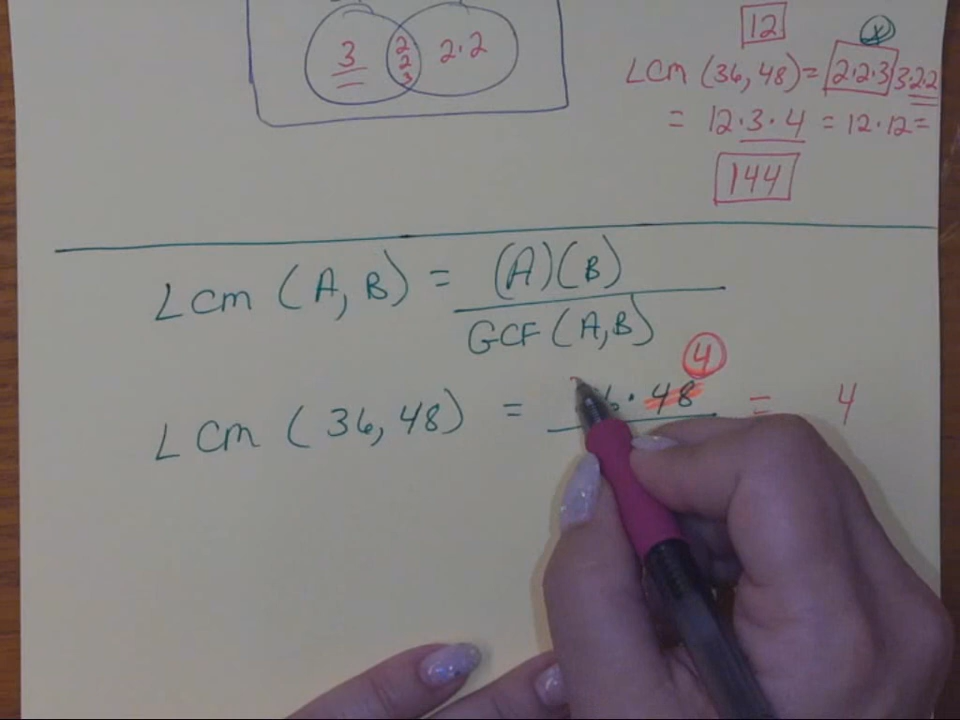 3 2 2 3 2·2
12 x
LCM (36, 48) = 2·2·3 3·2·2
= 12·3·4 = 12·12 =
144
LCM (A, B) = (A)(B)
GCF (A, B)
4
LCM (36, 48) = 6 · 48 = 4